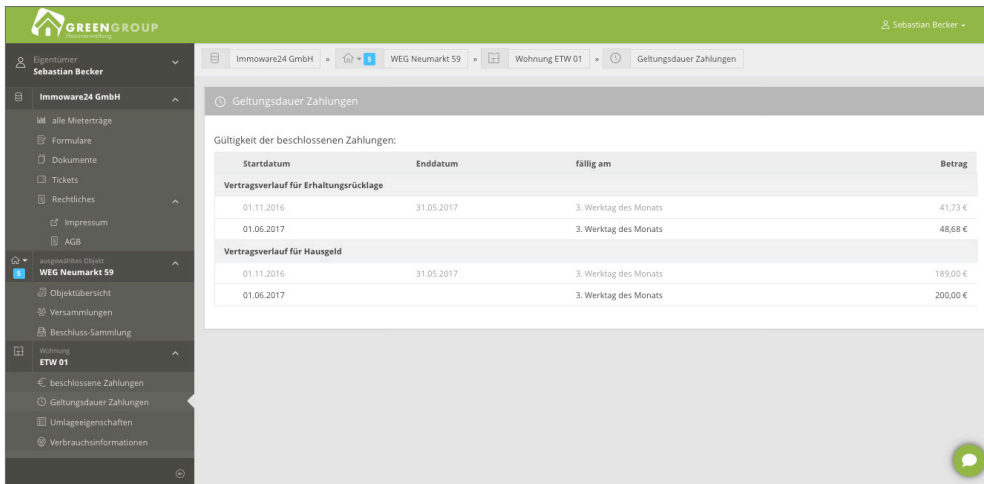 GREENGROUP
Hausverwaltung
Sebastian Becker
Eigentümer
Sebastian Becker
Immoware24 GmbH
alle Mieterträge
Formulare
Dokumente
Tickets
Rechtliches
Impressum
AGB
ausgewähltes Objekt
5 WEG Neumarkt 59
Objektübersicht
Versammlungen
Beschluss-Sammlung
Wohnung
ETW 01
beschlossene Zahlungen
Geltungsdauer Zahlungen
Umlageeigenschaften
Verbrauchsinformationen
Immoware24 GmbH » 5 WEG Neumarkt 59 » Wohnung ETW 01 » Geltungsdauer Zahlungen
Geltungsdauer Zahlungen
Gültigkeit der beschlossenen Zahlungen:
Startdatum Enddatum fällig am Betrag
Vertragsverlauf für Erhaltungsrücklage
01.11.2016 31.05.2017 3. Werktag des Monats 41,73 €
01.06.2017 3. Werktag des Monats 48,68 €
Vertragsverlauf für Hausgeld
01.11.2016 31.05.2017 3. Werktag des Monats 189,00 €
01.06.2017 3. Werktag des Monats 200,00 €